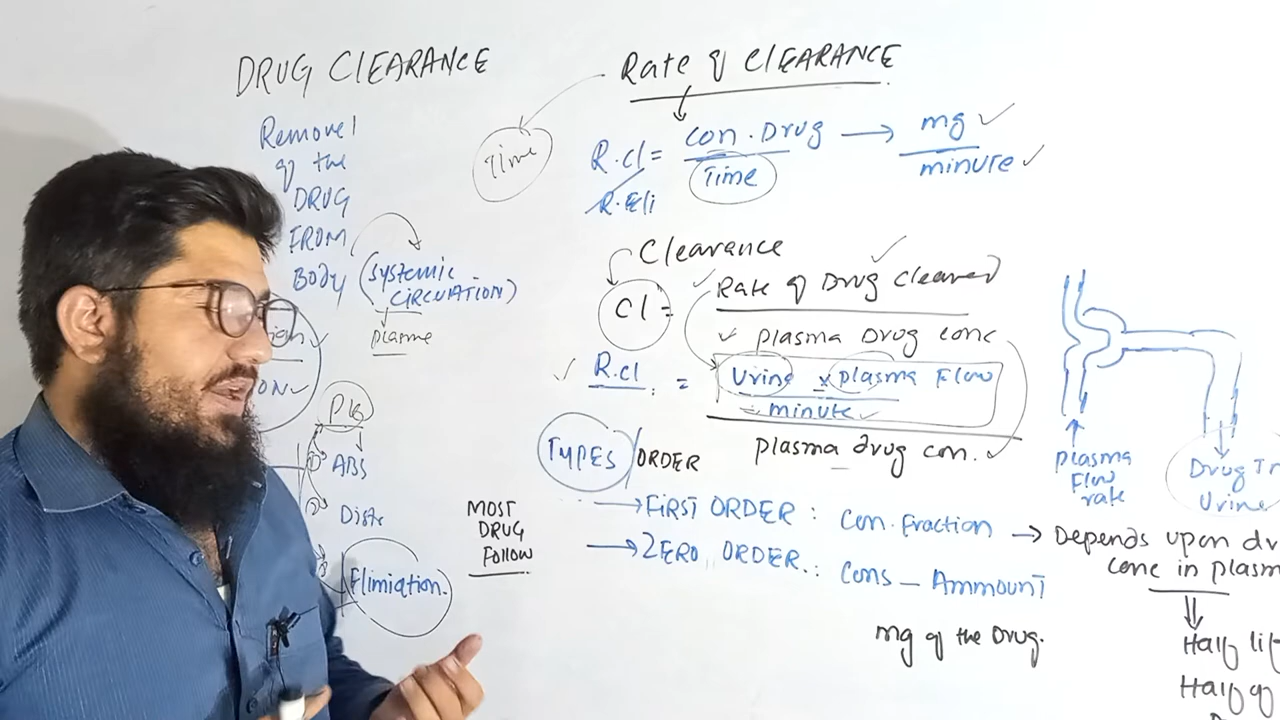 DRUG CLEARANCE
Removel
of the
DRUG
FROM
BODY (SYSTEMIC
CIRCULATION)
plasme
ON
PK
ABS
Distr
Elimiation.
Rate of CLEARANCE
Time
R.cl = con. Drug → mg
Time minute
R.Eli
Clearance
Cl = Rate of Drug Cleared
plasma Drug conc
R.cl = Urine x plasma Flow
minute
plasma drug con.
TYPES/ORDER
MOST
DRUG
Follow
→ FIRST ORDER : Con. Fraction → Depends upon
conc in plasm
→ ZERO ORDER. : Cons - Ammount
mg of the Drug.
Half
Half of
plasma
Flow
rate
Drug
Urine